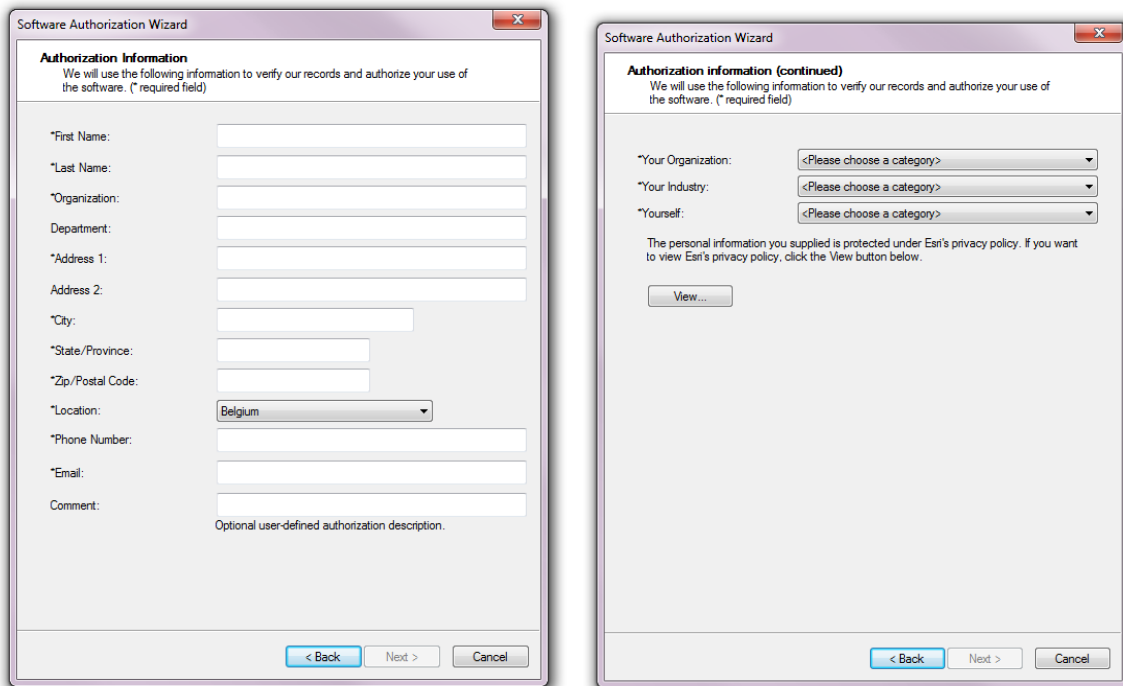 Software Authorization Wizard
Authorization Information
We will use the following information to verify our records and authorize your use of
the software. (* required field)
*First Name:
*Last Name:
*Organization:
Department:
*Address 1:
Address 2:
*City:
*State/Province:
*Zip/Postal Code:
*Location: Belgium
*Phone Number:
*Email:
Comment:
Optional user-defined authorization description.
< Back Next > Cancel
Software Authorization Wizard
Authorization information (continued)
We will use the following information to verify our records and authorize your use of
the software. (* required field)
*Your Organization: <Please choose a category>
*Your Industry: <Please choose a category>
*Yourself: <Please choose a category>
The personal information you supplied is protected under Esri's privacy policy. If you want
to view Esri's privacy policy, click the View button below.
View...
< Back Next > Cancel